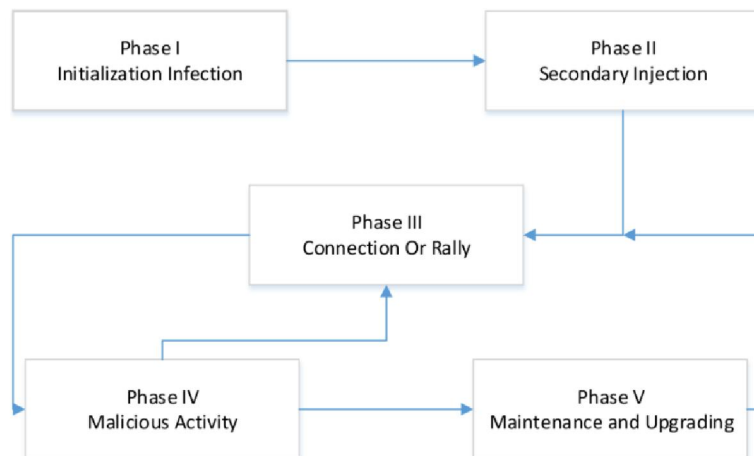 Phase I
Initialization Infection
Phase II
Secondary Injection
Phase III
Connection Or Rally
Phase IV
Malicious Activity
Phase V
Maintenance and Upgrading